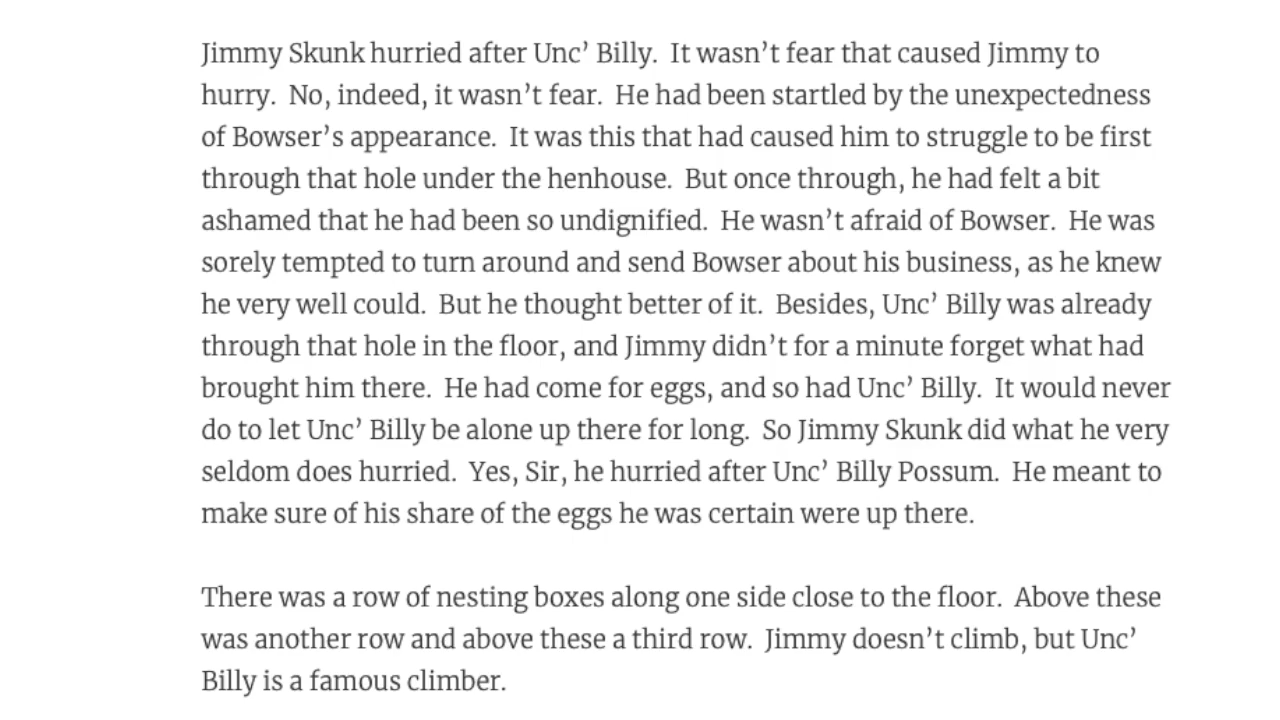 Jimmy Skunk hurried after Unc’ Billy.  It wasn’t fear that caused Jimmy to
hurry.  No, indeed, it wasn’t fear.  He had been startled by the unexpectedness
of Bowser’s appearance.  It was this that had caused him to struggle to be first
through that hole under the henhouse.  But once through, he had felt a bit
ashamed that he had been so undignified.  He wasn’t afraid of Bowser.  He was
sorely tempted to turn around and send Bowser about his business, as he knew
he very well could.  But he thought better of it.  Besides, Unc’ Billy was already
through that hole in the floor, and Jimmy didn’t for a minute forget what had
brought him there.  He had come for eggs, and so had Unc’ Billy.  It would never
do to let Unc’ Billy be alone up there for long.  So Jimmy Skunk did what he very
seldom does hurried.  Yes, Sir, he hurried after Unc’ Billy Possum.  He meant to
make sure of his share of the eggs he was certain were up there.
There was a row of nesting boxes along one side close to the floor.  Above these
was another row and above these a third row.  Jimmy doesn’t climb, but Unc’
Billy is a famous climber.